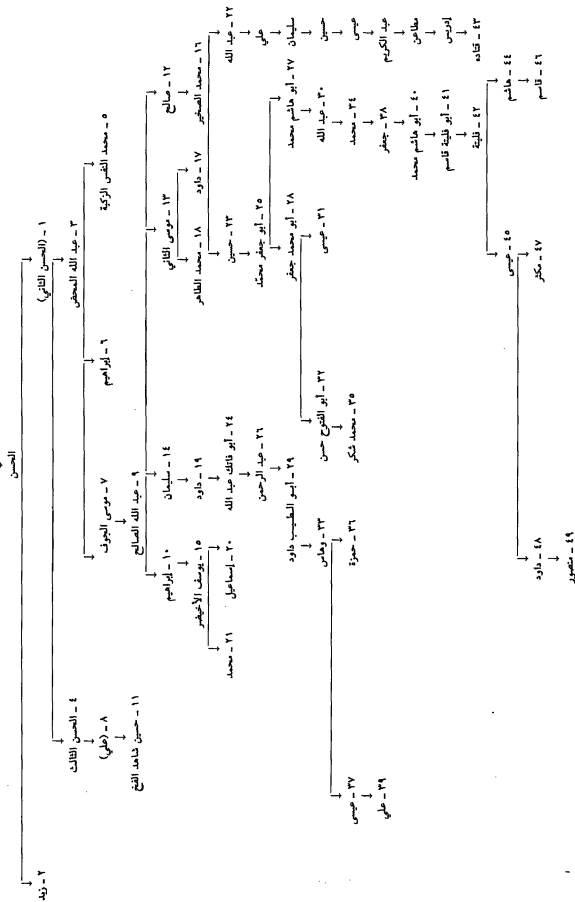 الحسن
١ ـ (الحسن الثاني)
٢ ـ زيد
٣ ـ عبد الله المحض
٤ ـ الحسن الثالث
٥ ـ محمد النفس الزكية
٦ ـ إبراهيم
٧ ـ موسى الجوف
٨ ـ (علي)
٩ ـ عبد الله الصالح
١٠ ـ إبراهيم
١١ ـ حسين شاهد الفخ
١٢ ـ صالح
١٣ ـ موسى الثاني
١٤ ـ سليمان
١٥ ـ يوسف الأخيضر
١٦ ـ محمد الصغير
١٧ ـ داود
١٨ ـ محمد الطاهر
١٩ ـ داود
٢٠ ـ إسماعيل
٢١ ـ محمد
٢٢ ـ عبد الله
علي
سليمان
حسين
عيسى
عبد الكريم
مطاعن
إدريس
٢٣ ـ حسين
٢٤ ـ أبو فاتك عبد الله
٢٥ ـ أبو جعفر محمد
٢٦ ـ عبد الرحمن
٢٧ ـ أبو هاشم محمد
٢٨ ـ أبو محمد جعفر
٢٩ ـ أبو الطيب داود
٣٠ ـ عبد الله
٣١ ـ عيسى
٣٢ ـ أبو الفتوح حسن
٣٣ ـ وهاس
٣٤ ـ محمد
٣٥ ـ محمد شكر
٣٦ ـ حمزة
٣٧ ـ عيسى
٣٨ ـ جعفر
٣٩ ـ علي
٤٠ ـ أبو هاشم محمد
٤١ ـ أبو فليتة قاسم
٤٢ ـ فليتة
٤٣ ـ قتاده
٤٤ ـ هاشم
٤٥ ـ عيسى
٤٦ ـ قاسم
٤٧ ـ مكثر
٤٨ ـ داود
٤٩ ـ منصور